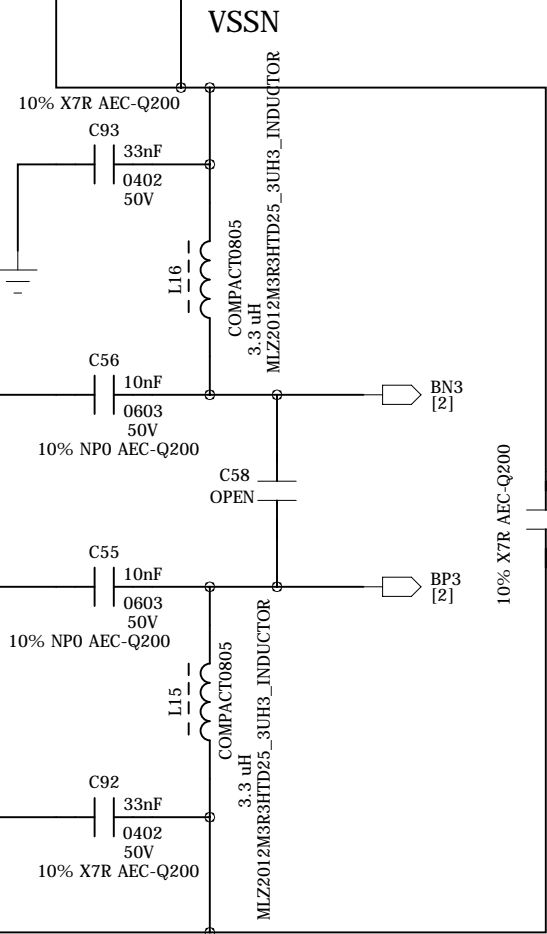 VSSN
10% X7R AEC-Q200
C93
33nF
0402
50V
L16
COMPACT0805
3.3 uH
MLZ2012M3R3HTD25_3UH3_INDUCTOR
C56
10nF
0603
50V
10% NP0 AEC-Q200
BN3
[2]
C58
OPEN
10% X7R AEC-Q200
C55
10nF
0603
50V
10% NP0 AEC-Q200
BP3
[2]
L15
COMPACT0805
3.3 uH
MLZ2012M3R3HTD25_3UH3_INDUCTOR
C92
33nF
0402
50V
10% X7R AEC-Q200